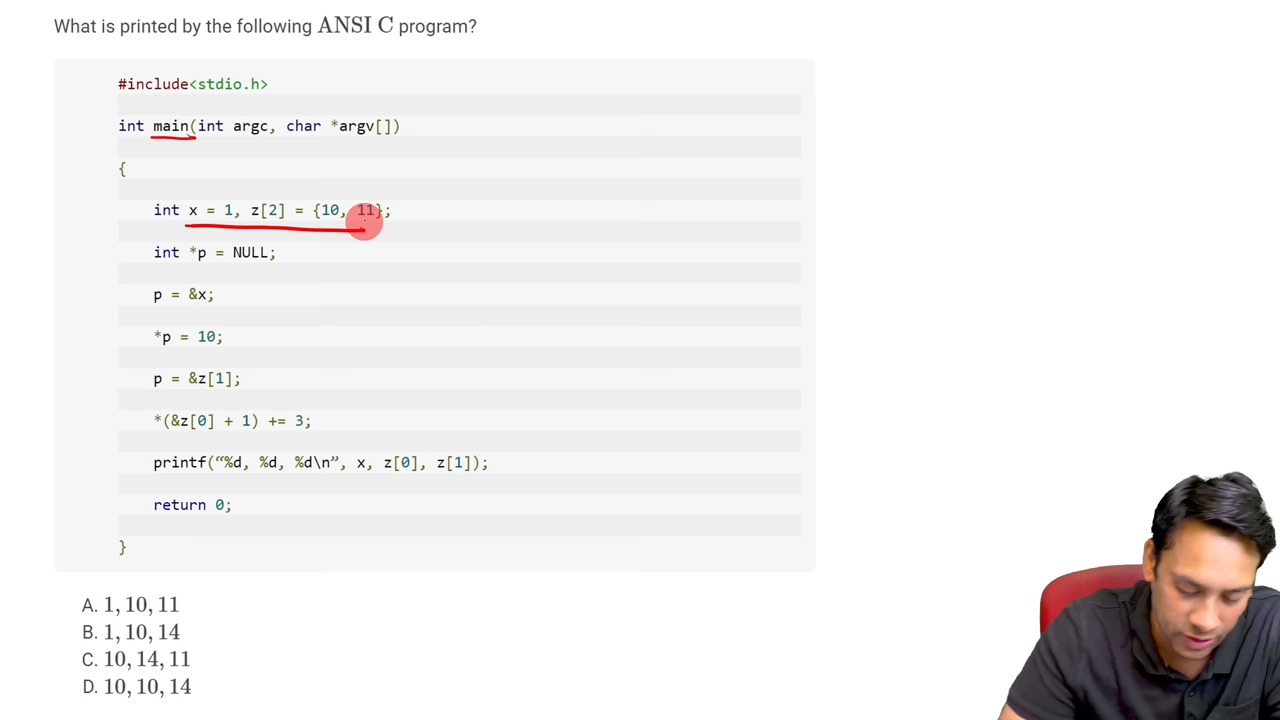 What is printed by the following ANSI C program?
#include<stdio.h>
int main(int argc, char *argv[])
{
int x = 1, z[2] = {10, 11};
int *p = NULL;
p = &x;
*p = 10;
p = &z[1];
*(&z[0] + 1) += 3;
printf(“%d, %d, %d\n”, x, z[0], z[1]);
return 0;
}
A. 1, 10, 11
B. 1, 10, 14
C. 10, 14, 11
D. 10, 10, 14